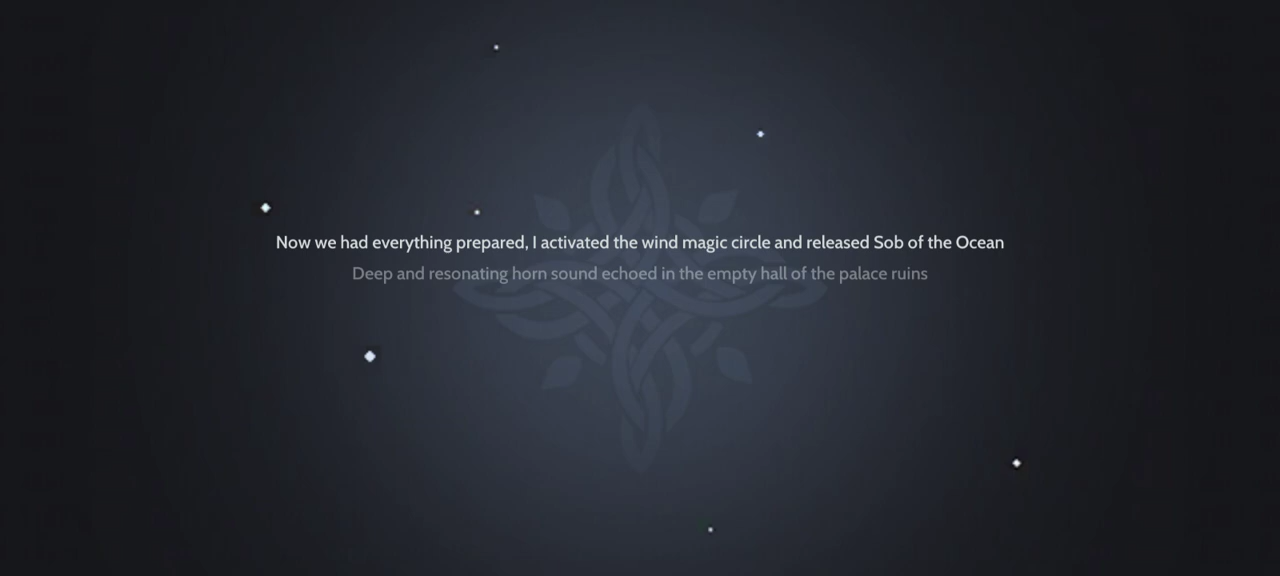 Now we had everything prepared, I activated the wind magic circle and released Sob of the Ocean
Deep and resonating horn sound echoed in the empty hall of the palace ruins